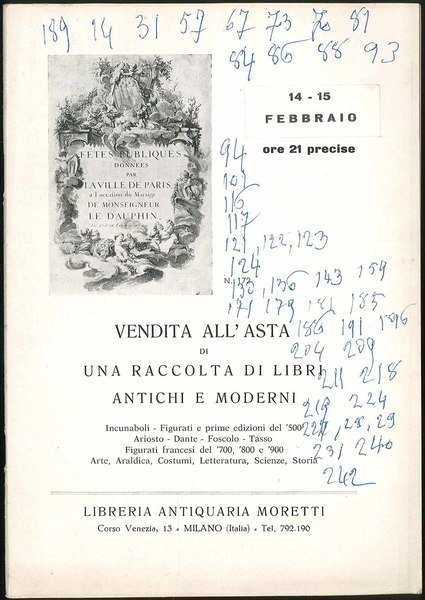 189 14 31 57 67 73 76 81
84 86 88 93
14 - 15
FEBBRAIO
ore 21 precise
FETES PUBLIQUES
DONNÉES
PAR
LA VILLE DE PARIS,
a l'occasion du Mariage
DE MONSEIGNEUR
LE DAUPHIN,
94
116
117
121, 122, 123
124
N. 172
130, 136 143 159
171 179 181 185
186 191 196
204 209
211 218
219 224
227, 28, 29
231 240
242
VENDITA ALL'ASTA
DI
UNA RACCOLTA DI LIBRI
ANTICHI E MODERNI
Incunaboli - Figurati e prime edizioni del '500
Ariosto - Dante - Foscolo - Tasso
Figurati francesi del '700, '800 e '900
Arte, Araldica, Costumi, Letteratura, Scienze, Storia
LIBRERIA ANTIQUARIA MORETTI
Corso Venezia, 13 • MILANO (Italia) • Tel. 792-190